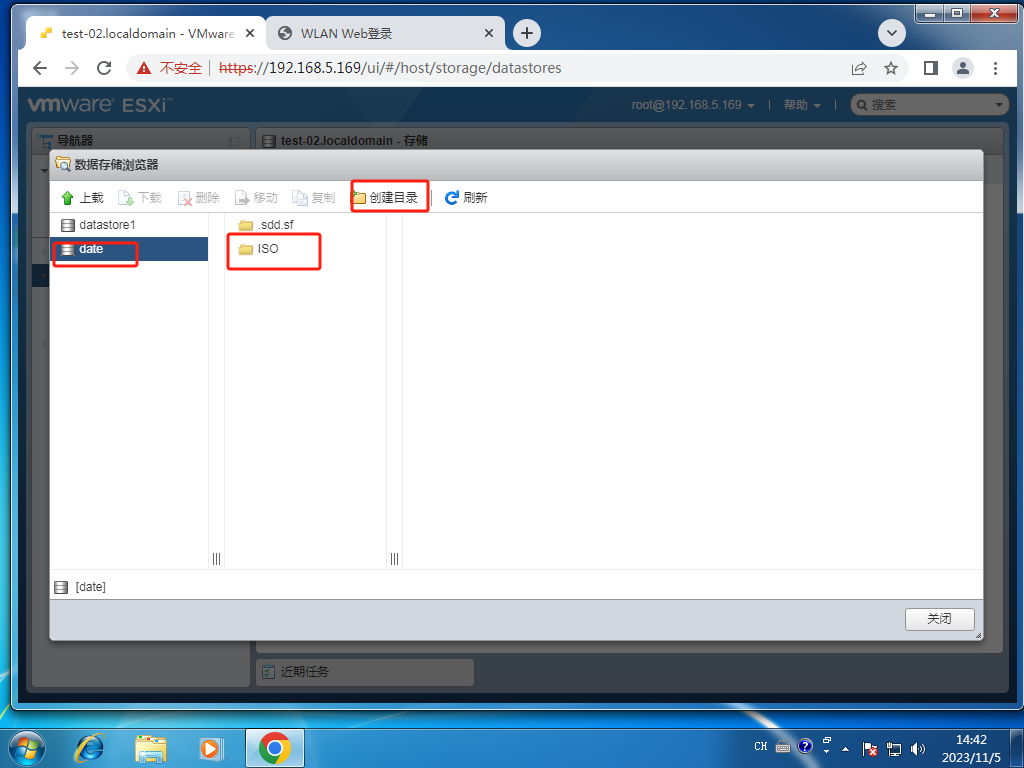 test-02.localdomain - VMware
WLAN Web登录
不安全
https://192.168.5.169/ui/#/host/storage/datastores
vmware ESXi™
root@192.168.5.169
帮助
搜索
导航器
test-02.localdomain - 存储
数据存储浏览器
上载
下载
删除
移动
复制
创建目录
刷新
datastore1
.sdd.sf
date
ISO
[date]
关闭
近期任务
CH
14:42
2023/11/5